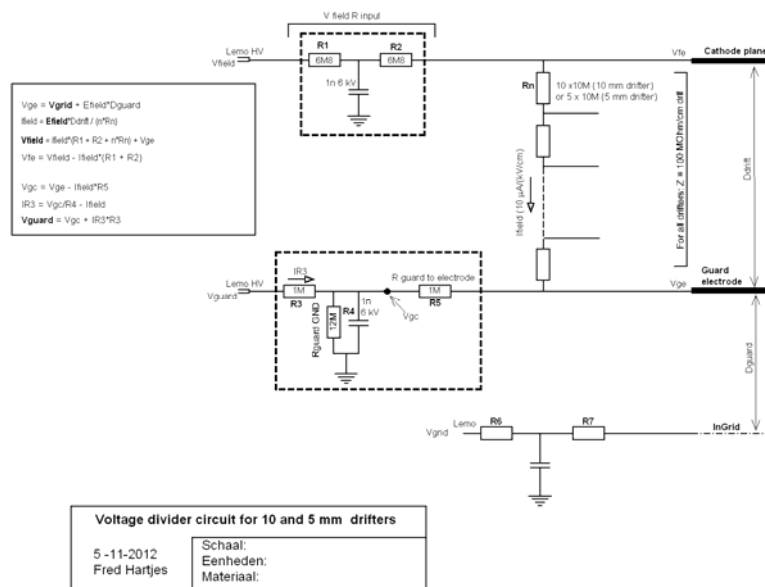 V field R input
Lemo HV
Vfield
R1
6M8
R2
6M8
1n 6 kV
Vfe
Cathode plane
Rn
10 x10M (10 mm drifter)
or 5 x 10M (5 mm drifter)
Ifield (10 µA/(kV/cm)
For all drifters: Z = 100 MOhm/cm drift
Ddrift
Vge = Vgrid + Efield*Dguard
Ifield = Efield*Ddrift / (n*Rn)
Vfield = Ifield*(R1 + R2 + n*Rn) + Vge
Vfe = Vfield - Ifield*(R1 + R2)
Vgc = Vge - Ifield*R5
IR3 = Vgc/R4 - Ifield
Vguard = Vgc + IR3*R3
Lemo HV
Vguard
IR3
1M
R3
R guard to electrode
1M
R5
Vgc
Rguard GND
12M
R4
1n
6 kV
Guard
electrode
Vge
Dguard
Lemo
Vgrid
R6
R7
InGrid
Voltage divider circuit for 10 and 5 mm drifters
5 -11-2012
Fred Hartjes
Schaal:
Eenheden:
Materiaal: